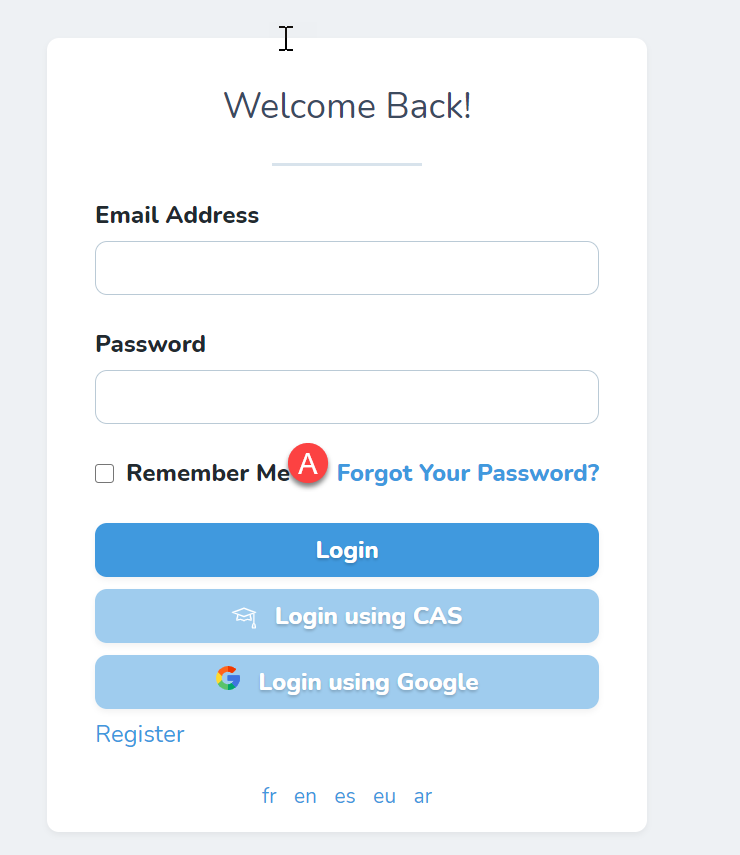 Welcome Back!
Email Address
Password
Remember Me A Forgot Your Password?
Login
Login using CAS
Login using Google
Register
fr en es eu ar